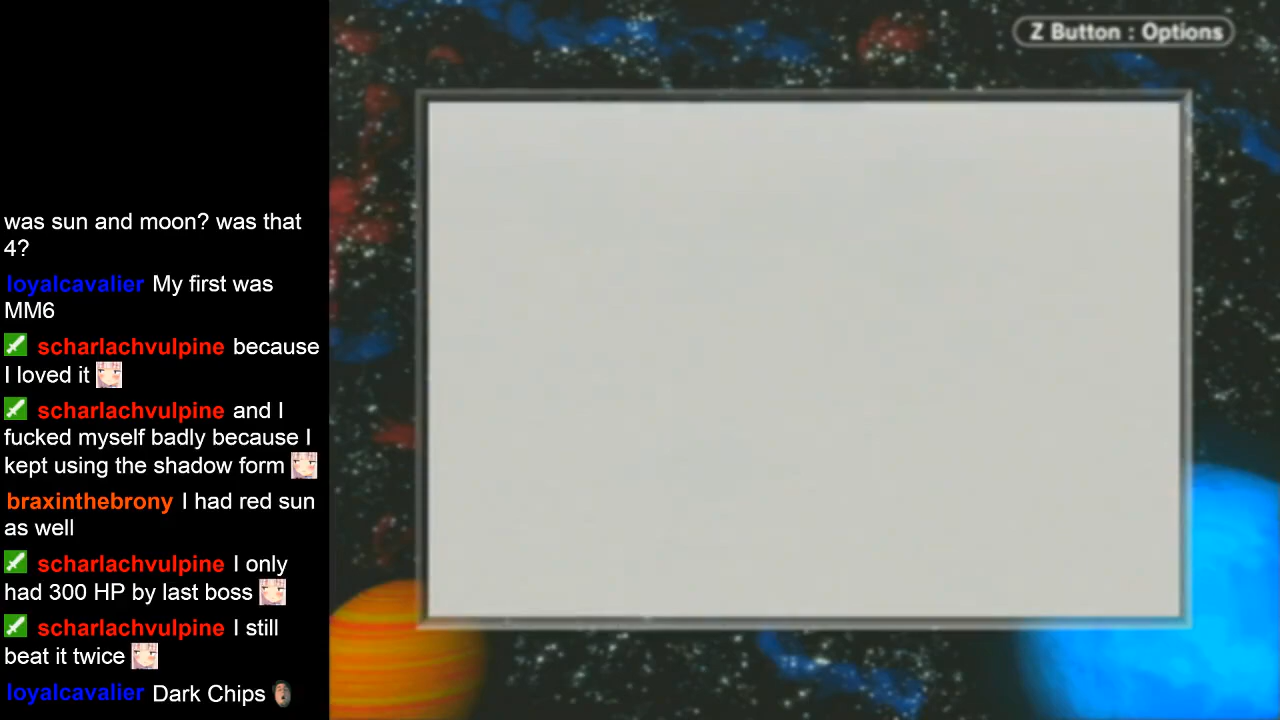 Z Button : Options
was sun and moon? was that
4?
loyalcavalier My first was
MM6
scharlachvulpine because
I loved it
scharlachvulpine and I
fucked myself badly because I
kept using the shadow form
braxinthebrony I had red sun
as well
scharlachvulpine I only
had 300 HP by last boss
scharlachvulpine I still
beat it twice
loyalcavalier Dark Chips